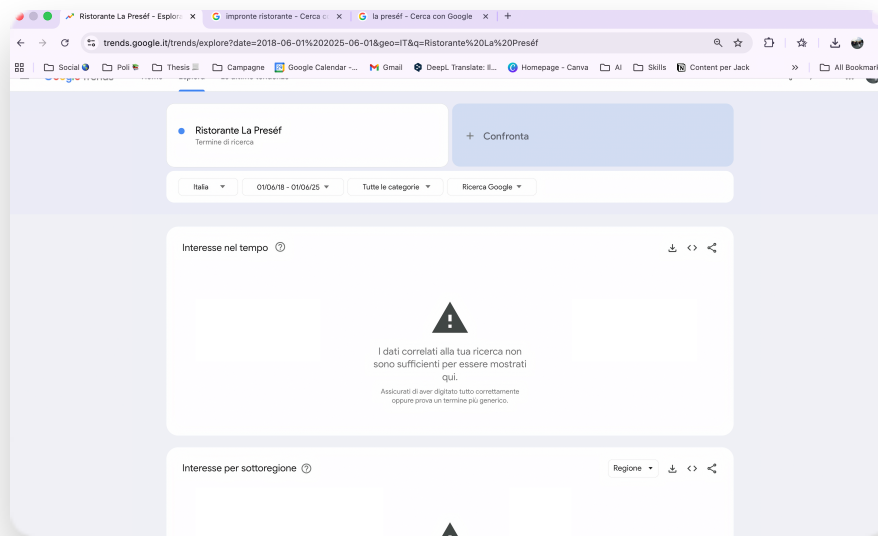 Ristorante La Preséf - Esplora
impronte ristorante - Cerca c
la preséf - Cerca con Google
trends.google.it/trends/explore?date=2018-06-01%202025-06-01&geo=IT&q=Ristorante%20La%20Preséf
Social
Poli
Thesis
Campagne
Google Calendar -...
Gmail
DeepL Translate: Il...
Homepage - Canva
AI
Skills
Content per Jack
»
All Bookmark
Ristorante La Preséf
Termine di ricerca
+ Confronta
Italia
01/06/18 - 01/06/25
Tutte le categorie
Ricerca Google
Interesse nel tempo
I dati correlati alla tua ricerca non
sono sufficienti per essere mostrati
qui.
Assicurati di aver digitato tutto correttamente
oppure prova un termine più generico.
Interesse per sottoregione
Regione